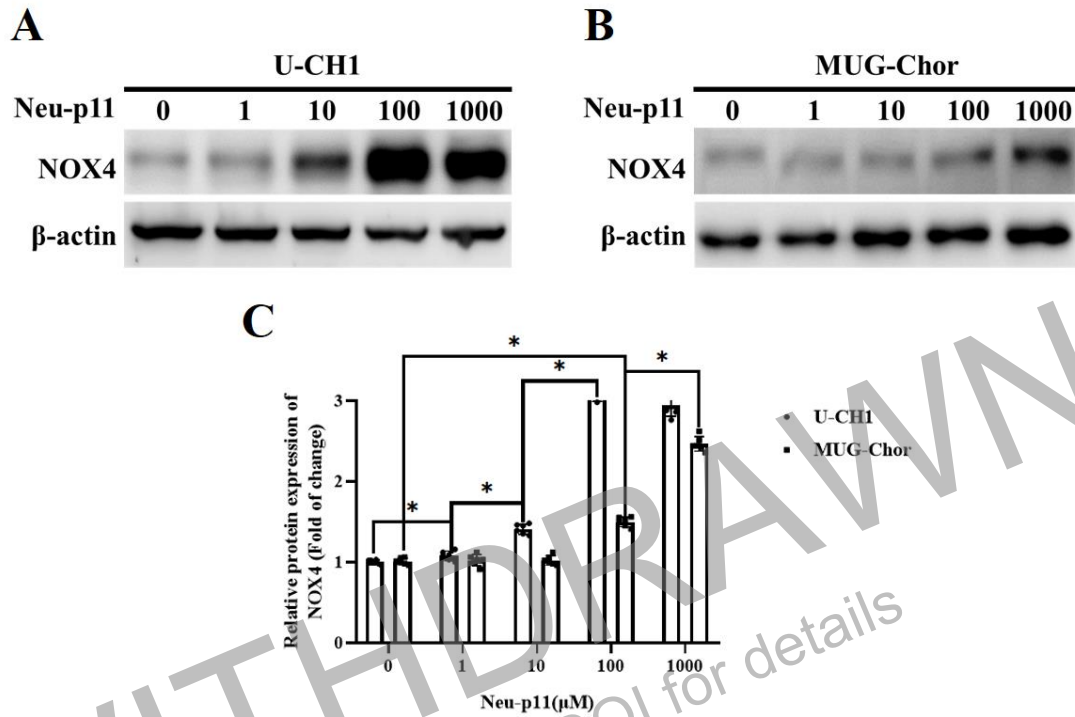 A
U-CH1
Neu-p11 0 1 10 100 1000
NOX4
β-actin
B
MUG-Chor
Neu-p11 0 1 10 100 1000
NOX4
β-actin
C
Relative protein expression of
NOX4 (Fold of change)
3
2
1
0
* * * * * 
U-CH1
MUG-Chor
0 1 10 100 1000
Neu-p11(μM)
ITHDRAWN
DOI for details